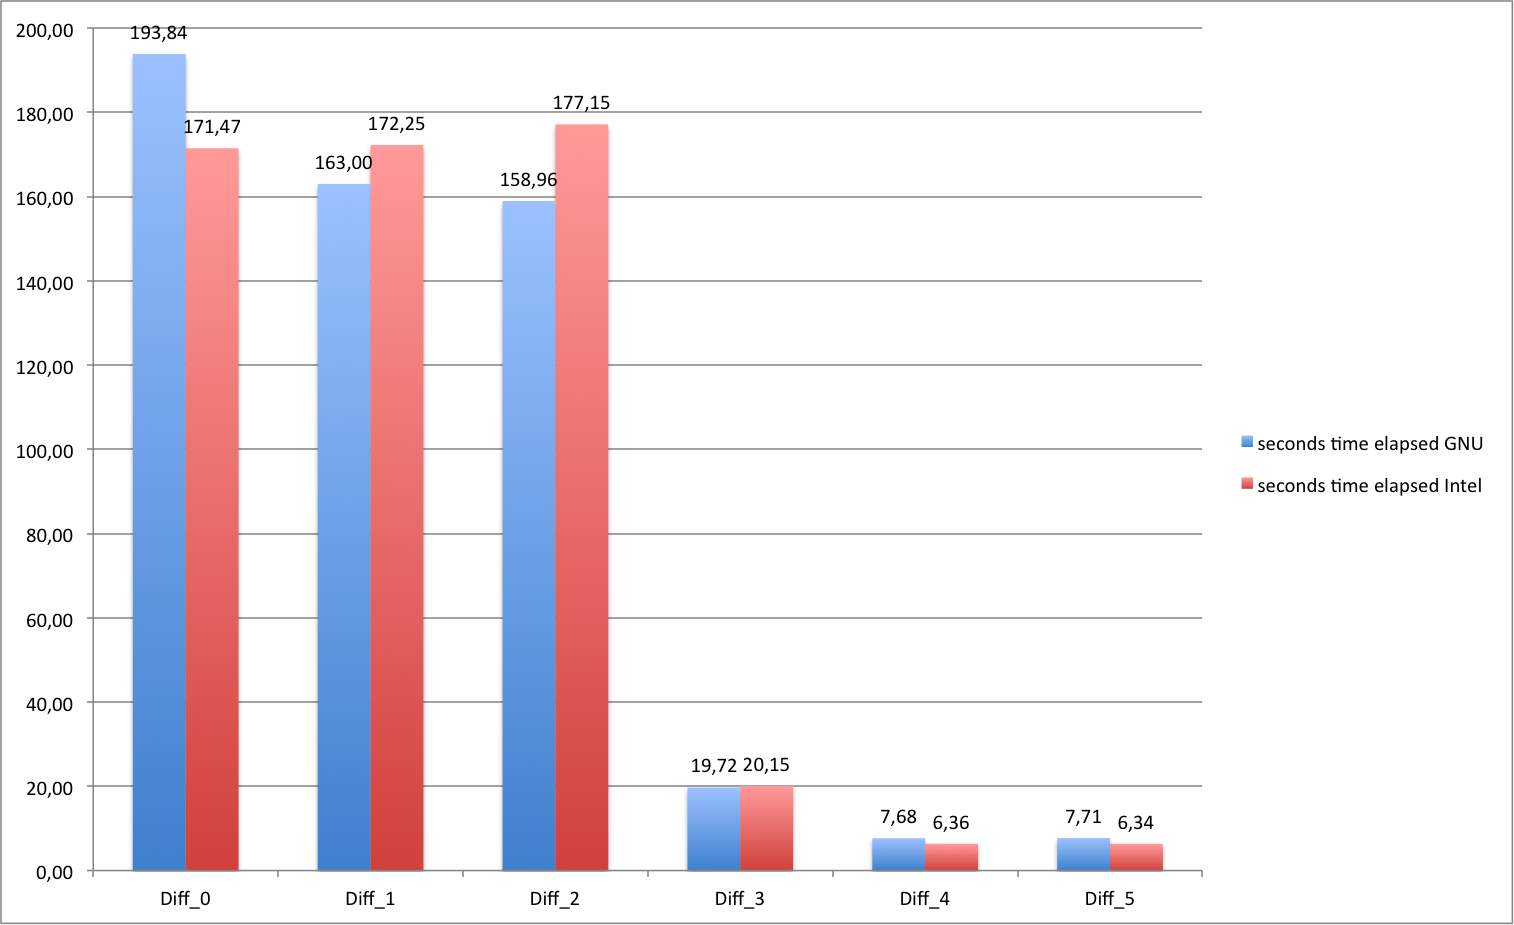 200,00
180,00
160,00
140,00
120,00
100,00
80,00
60,00
40,00
20,00
0,00
193,84
171,47
163,00
172,25
158,96
177,15
19,72
20,15
7,68
6,36
7,71
6,34
Diff_0
Diff_1
Diff_2
Diff_3
Diff_4
Diff_5
seconds time elapsed GNU
seconds time elapsed Intel